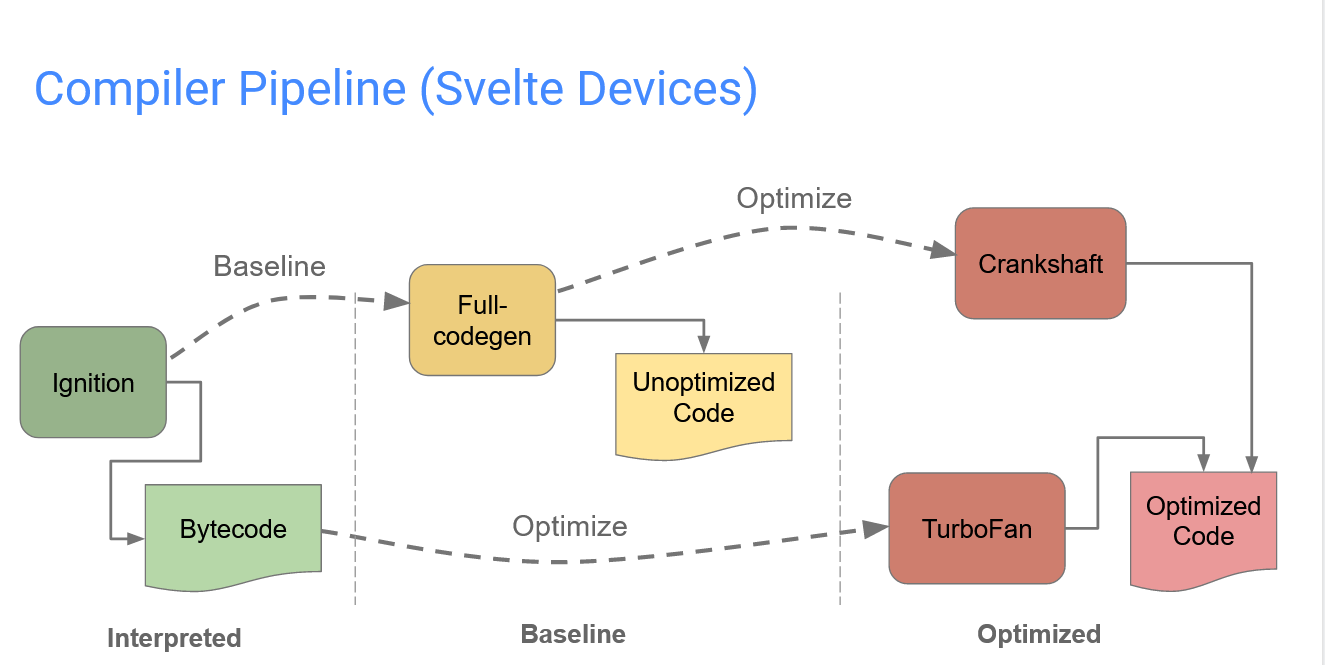 Compiler Pipeline (Svelte Devices)
Optimize
Baseline
Crankshaft
Full-
codegen
Ignition
Unoptimized
Code
Bytecode
Optimize
TurboFan
Optimized
Code
Interpreted
Baseline
Optimized